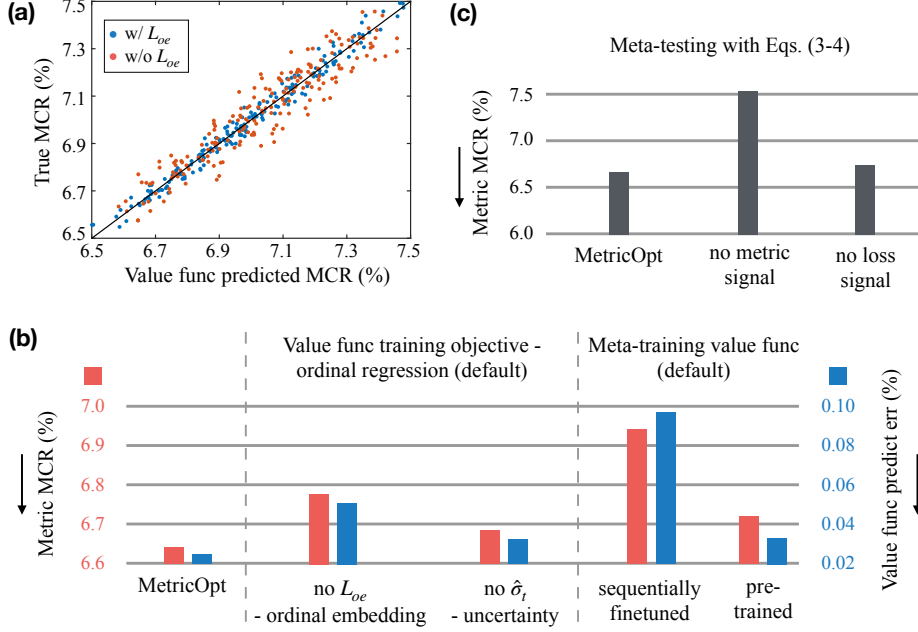 (a)
w/ L_oe
w/o L_oe
True MCR (%)
7.5
7.3
7.1
6.9
6.7
6.5
6.5 6.7 6.9 7.1 7.3 7.5
Value func predicted MCR (%)
(c)
Meta-testing with Eqs. (3-4)
Metric MCR (%)
7.5
7.0
6.5
6.0
MetricOpt
no metric
signal
no loss
signal
(b)
Value func training objective -
ordinal regression (default)
Meta-training value func
(default)
Metric MCR (%)
7.0
6.9
6.8
6.7
6.6
0.10
0.08
0.06
0.04
0.02
Value func predict err (%)
MetricOpt
no L_oe
- ordinal embedding
no σ̂_t
- uncertainty
sequentially
finetuned
pre-
trained